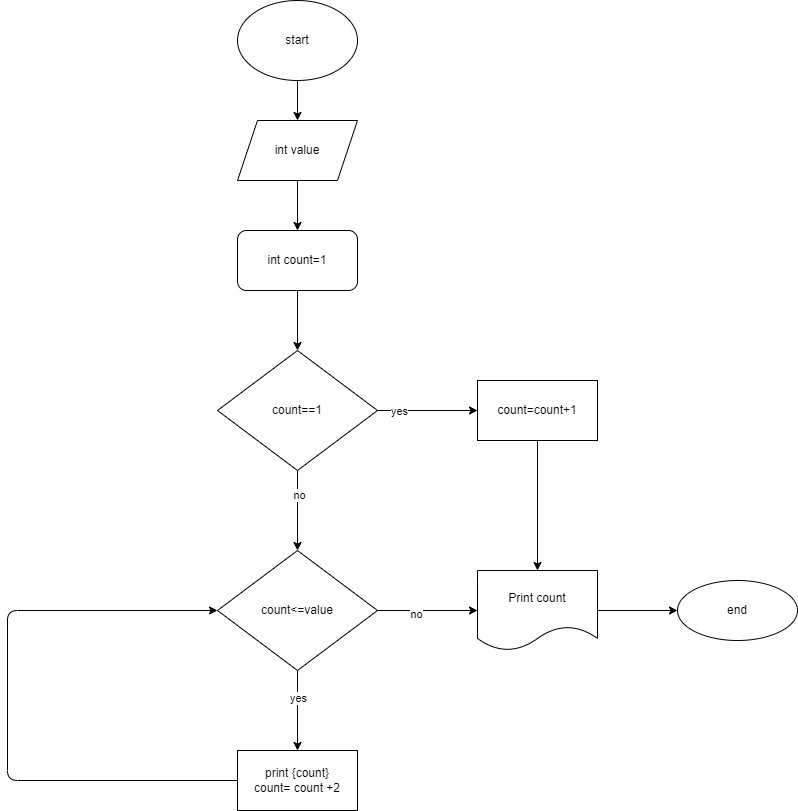 start
int value
int count=1
count==1
yes
count=count+1
no
count<=value
no
Print count
end
yes
print {count}
count= count +2